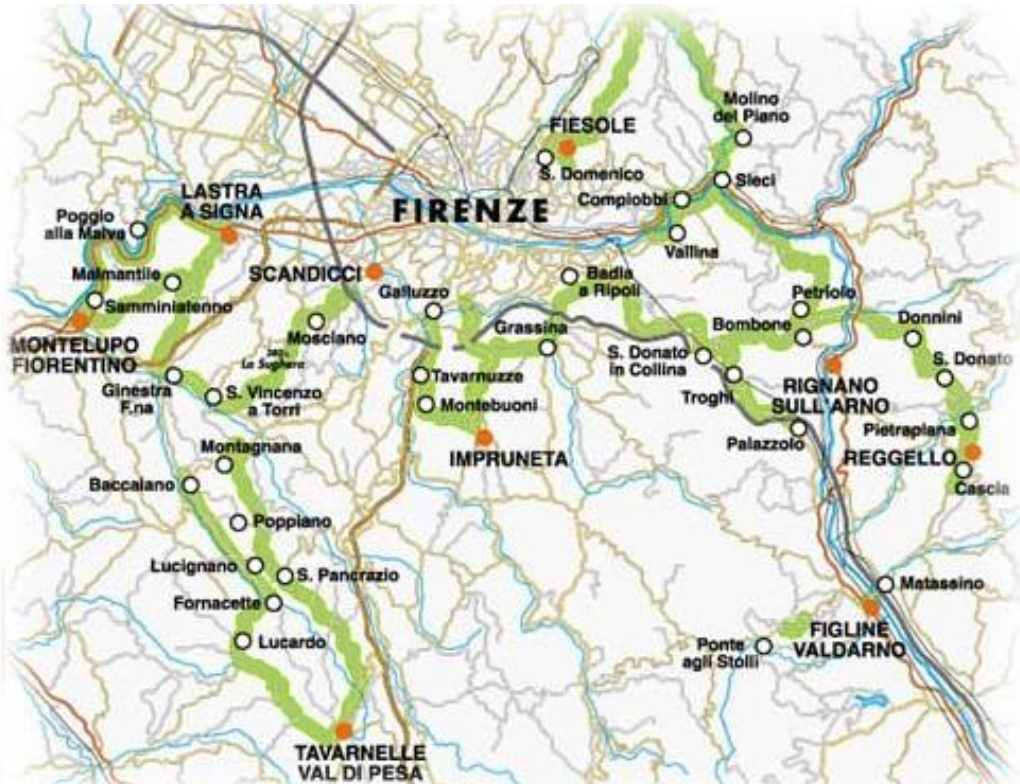 Molino
del Piano
FIESOLE
S. Domenico
Sieci
Compiobbi
LASTRA
A SIGNA
FIRENZE
Poggio
alla Malva
Vallina
Malmantile
SCANDICCI
Badia
a Ripoli
Galluzzo
Samminiatenno
Petriolo
Mosciano
Grassina
Bombone
Donnini
MONTELUPO
FIORENTINO
La Sughera
S. Donato
in Collina
S. Donato
Ginestra
F.na
S. Vincenzo
a Torri
Tavarnuzze
Troghi
RIGNANO
SULL'ARNO
Montebuoni
Pietrapiana
Montagnana
IMPRUNETA
Palazzolo
REGGELLO
Baccaiano
Cascia
Poppiano
Lucignano
S. Pancrazio
Matassino
Fornacette
Lucardo
Ponte
agli Stolli
FIGLINE
VALDARNO
TAVARNELLE
VAL DI PESA